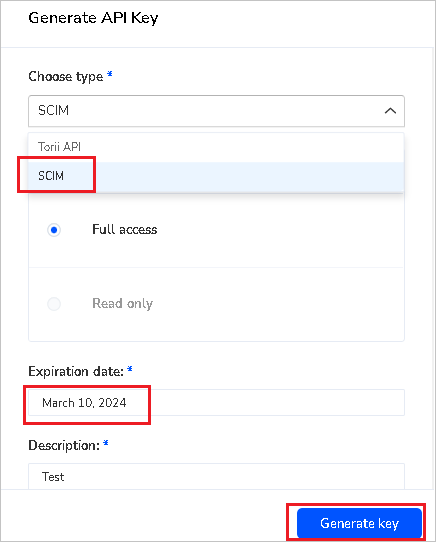 Generate API Key
Choose type *
SCIM
Torii API
SCIM
Full access
Read only
Expiration date: *
March 10, 2024
Description: *
Test
Generate key